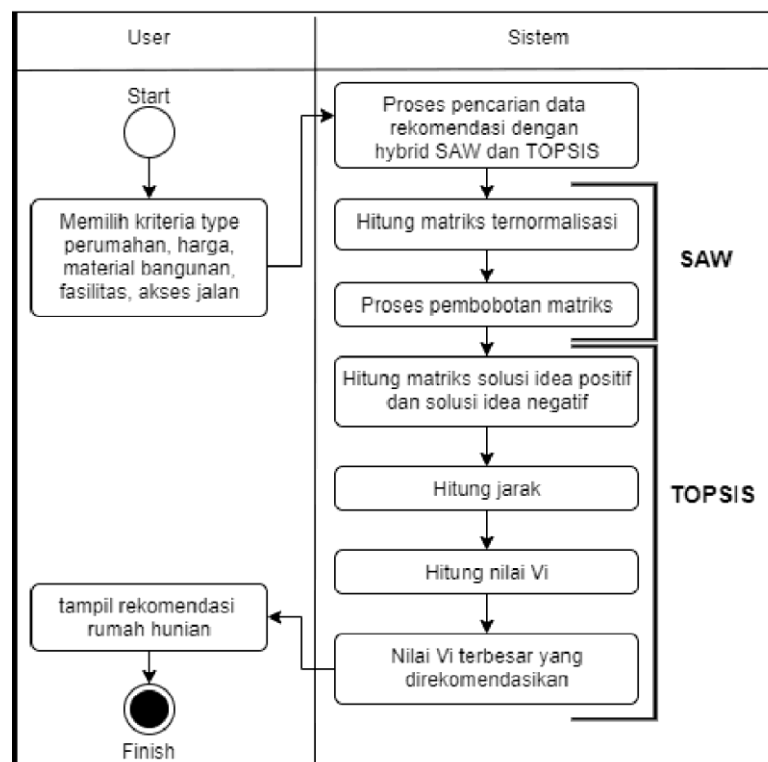 User
Sistem
Start
Memilih kriteria type
perumahan, harga,
material bangunan,
fasilitas, akses jalan
Proses pencarian data
rekomendasi dengan
hybrid SAW dan TOPSIS
Hitung matriks ternormalisasi
Proses pembobotan matriks
SAW
Hitung matriks solusi idea positif
dan solusi idea negatif
Hitung jarak
Hitung nilai Vi
Nilai Vi terbesar yang
direkomendasikan
TOPSIS
tampil rekomendasi
rumah hunian
Finish